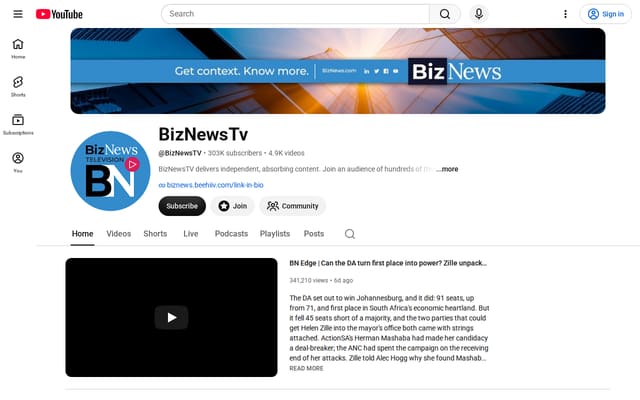 YouTube
Search
Sign in
Home
Shorts
Subscriptions
You
Get context. Know more.
BizNews.com
BizNews
BizNews
TELEVISION
BN
BizNewsTv
@BizNewsTV • 303K subscribers • 4.9K videos
BizNewsTV delivers independent, absorbing content. Join an audience of hundreds of ...more
biznews.beehiiv.com/link-in-bio
Subscribe
Join
Community
Home
Videos
Shorts
Live
Podcasts
Playlists
Posts
BN Edge | Can the DA turn first place into power? Zille unpack...
341,210 views • 6d ago
The DA set out to win Johannesburg, and it did: 91 seats, up
from 71, and first place in South Africa's economic heartland. But
it fell 45 seats short of a majority, and the two parties that could
get Helen Zille into the mayor's office both came with strings
attached. ActionSA's Herman Mashaba had made her candidacy
a deal-breaker; the ANC had spent the campaign on the receiving
end of her attacks. Zille told Alec Hogg why she found Mashab...
READ MORE